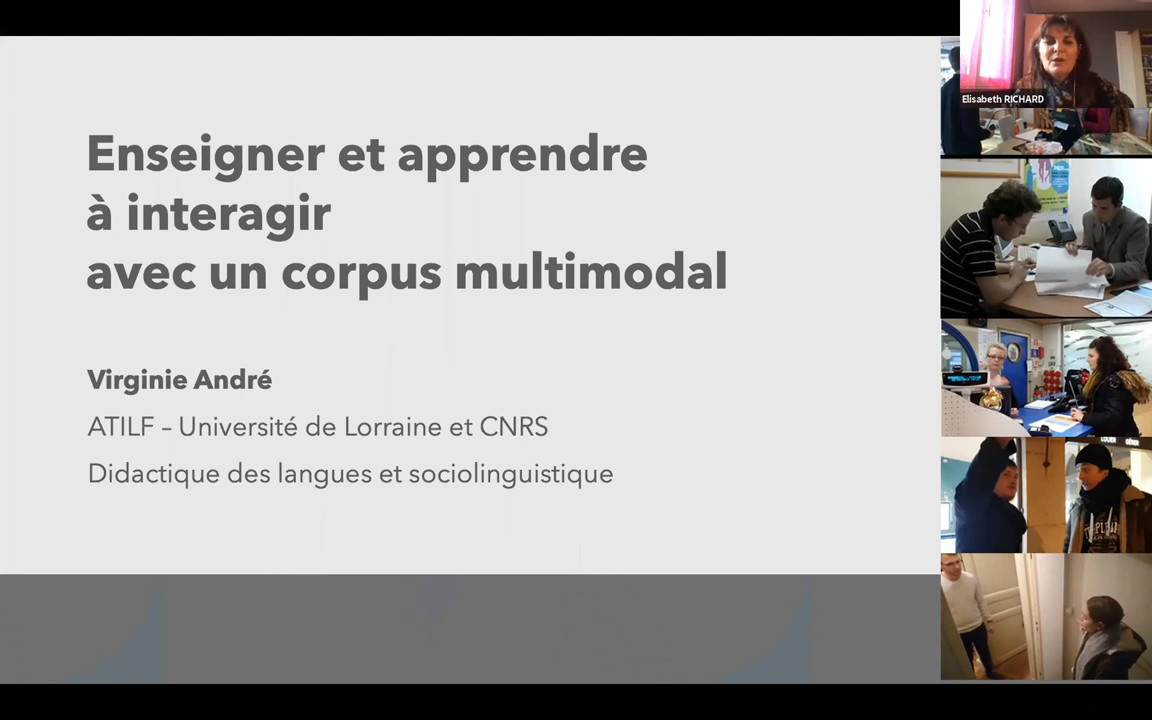 Enseigner et apprendre
à interagir
avec un corpus multimodal
Virginie André
ATILF – Université de Lorraine et CNRS
Didactique des langues et sociolinguistique
Elisabeth RICHARD